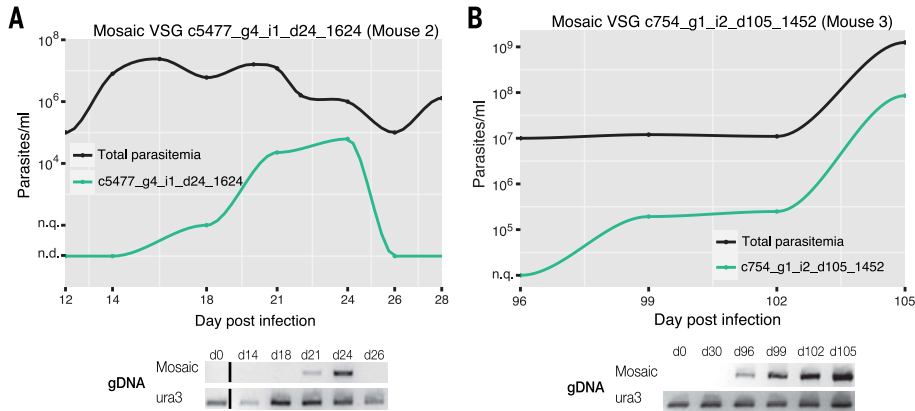 A
Mosaic VSG c5477_g4_i1_d24_1624 (Mouse 2)
10^8
10^6
10^4
n.q.
n.d.
Parasites/ml
Total parasitemia
c5477_g4_i1_d24_1624
12 14 18 21 24 26 28
Day post infection
d0 d14 d18 d21 d24 d26
Mosaic
gDNA
ura3
B
Mosaic VSG c754_g1_i2_d105_1452 (Mouse 3)
10^9
10^8
10^7
10^6
10^5
n.q.
Parasites/ml
Total parasitemia
c754_g1_i2_d105_1452
96 99 102 105
Day post infection
d0 d30 d96 d99 d102 d105
Mosaic
gDNA
ura3